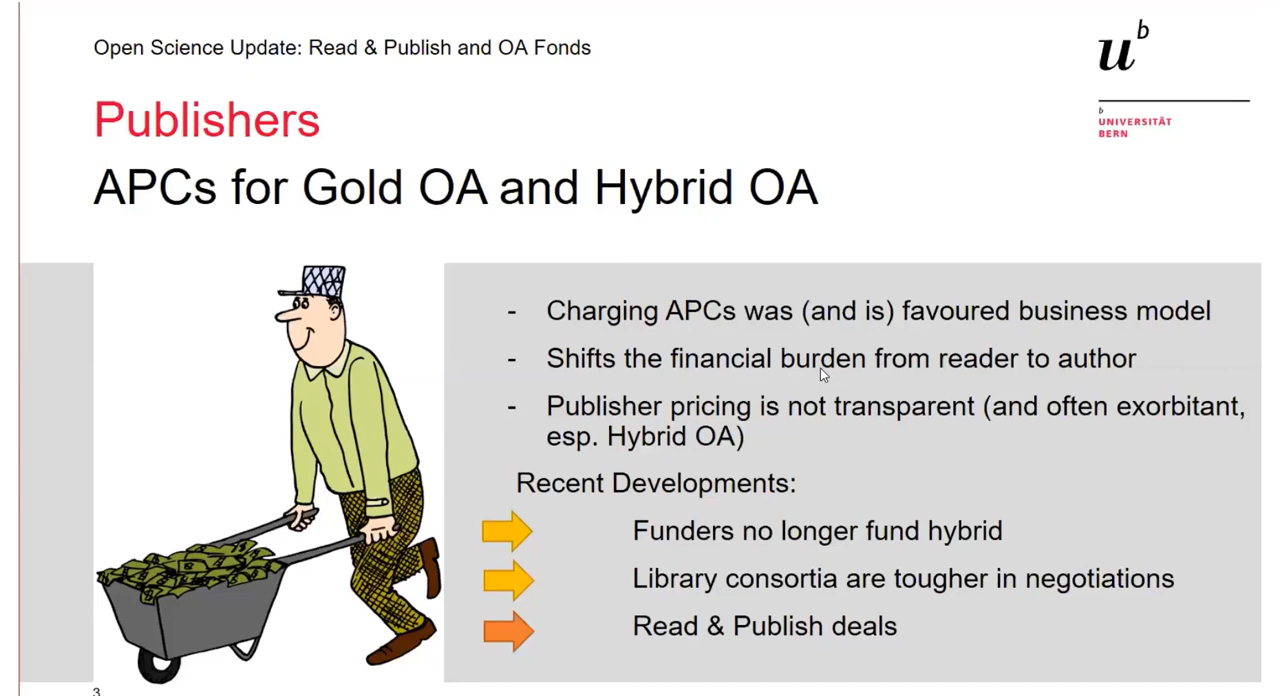 Open Science Update: Read & Publish and OA Fonds
u b
b
UNIVERSITÄT
BERN
Publishers
APCs for Gold OA and Hybrid OA
- Charging APCs was (and is) favoured business model
- Shifts the financial burden from reader to author
- Publisher pricing is not transparent (and often exorbitant,
esp. Hybrid OA)
Recent Developments:
Funders no longer fund hybrid
Library consortia are tougher in negotiations
Read & Publish deals
3